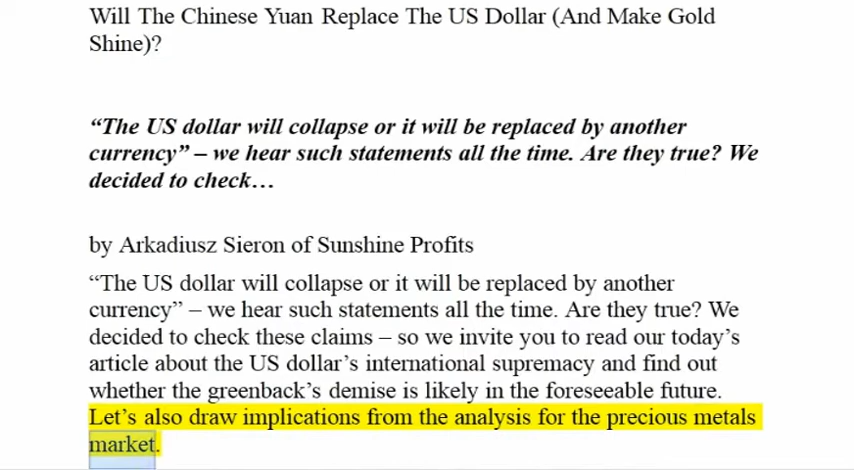 Will The Chinese Yuan Replace The US Dollar (And Make Gold
Shine)?
“The US dollar will collapse or it will be replaced by another
currency” – we hear such statements all the time. Are they true? We
decided to check…
by Arkadiusz Sieron of Sunshine Profits
“The US dollar will collapse or it will be replaced by another
currency” – we hear such statements all the time. Are they true? We
decided to check these claims – so we invite you to read our today’s
article about the US dollar’s international supremacy and find out
whether the greenback’s demise is likely in the foreseeable future.
Let’s also draw implications from the analysis for the precious metals
market.